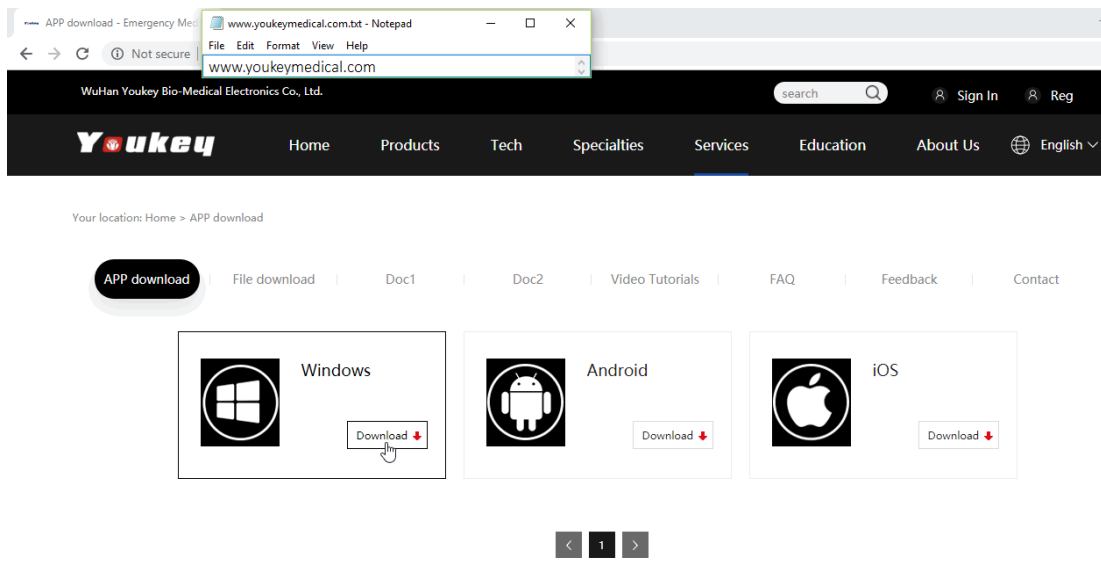 APP download - Emergency Med
www.youkeymedical.com.txt - Notepad
File Edit Format View Help
www.youkeymedical.com
Not secure
WuHan Youkey Bio-Medical Electronics Co., Ltd.
search
Sign In
Reg
Youkey
Home Products Tech Specialties Services Education About Us English
Your location: Home > APP download
APP download File download Doc1 Doc2 Video Tutorials FAQ Feedback Contact
Windows
Download
Android
Download
iOS
Download
< 1 >